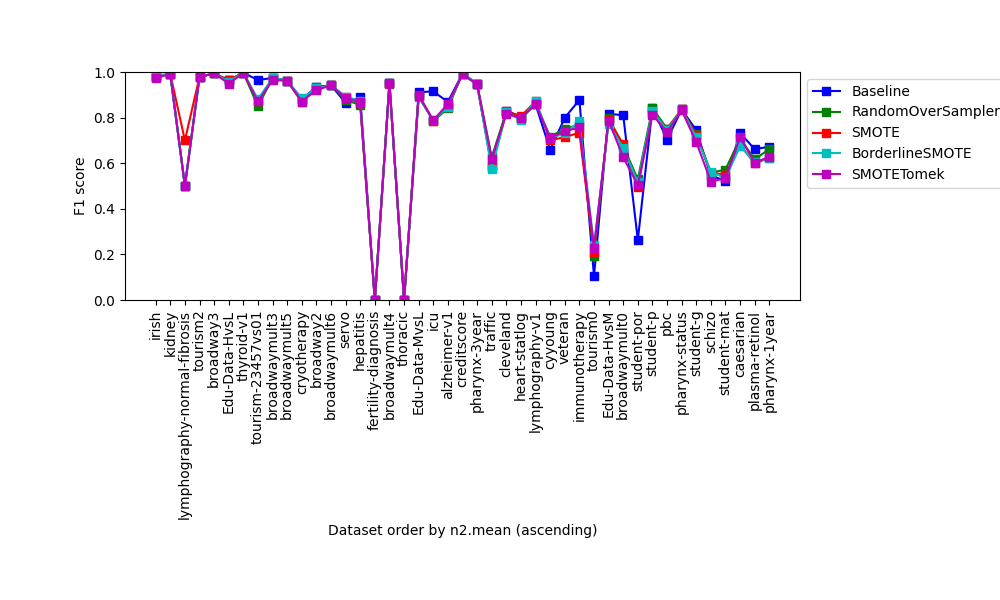 1.0
0.8
0.6
0.4
0.2
0.0
F1 score
Baseline
RandomOverSampler
SMOTE
BorderlineSMOTE
SMOTETomek
irish
kidney
lymphography-normal-fibrosis
tourism2
broadway3
Edu-Data-HvsL
thyroid-v1
tourism-23457vs01
broadwaymult3
broadwaymult5
cryotherapy
broadway2
broadwaymult6
servo
hepatitis
fertility-diagnosis
broadwaymult4
thoracic
Edu-Data-MvsL
icu
alzheimer-v1
creditscore
pharynx-3year
traffic
cleveland
heart-statlog
lymphography-v1
cyyoung
veteran
immunotherapy
tourism0
Edu-Data-HvsM
broadwaymult0
student-por
student-p
pbc
pharynx-status
student-g
schizo
student-mat
caesarian
plasma-retinol
pharynx-1year
Dataset order by n2.mean (ascending)